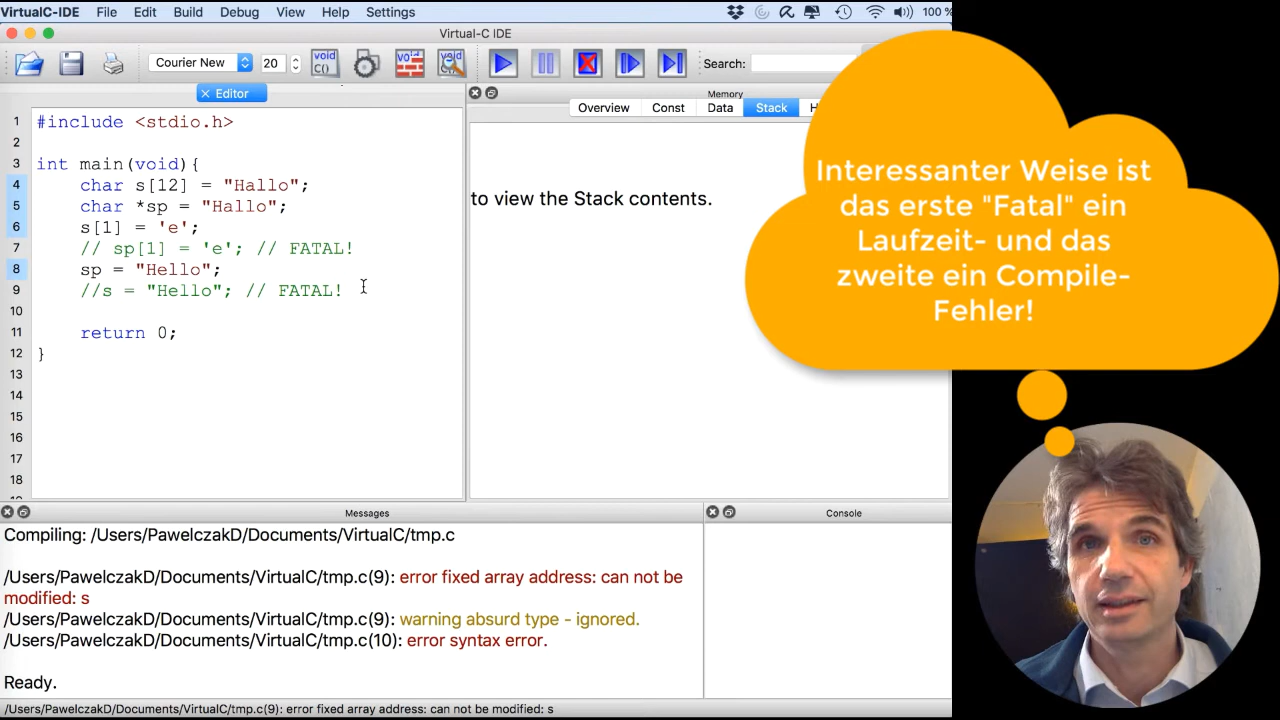 VirtualC-IDE File Edit Build Debug View Help Settings 100 %
Virtual-C IDE
Courier New 20 void C() void void C() Search:
Editor
Memory
Overview Const Data Stack H
1 #include <stdio.h>
2
3 int main(void){
4 char s[12] = "Hallo";
5 char *sp = "Hallo";
6 s[1] = 'e';
7 // sp[1] = 'e'; // FATAL!
8 sp = "Hello";
9 //s = "Hello"; // FATAL!
10
11 return 0;
12 }
13
14
15
16
17
18
19
to view the Stack contents.
Interessanter Weise ist
das erste "Fatal" ein
Laufzeit- und das
zweite ein Compile-
Fehler!
Messages
Compiling: /Users/PawelczakD/Documents/VirtualC/tmp.c
/Users/PawelczakD/Documents/VirtualC/tmp.c(9): error fixed array address: can not be
modified: s
/Users/PawelczakD/Documents/VirtualC/tmp.c(9): warning absurd type - ignored.
/Users/PawelczakD/Documents/VirtualC/tmp.c(10): error syntax error.
Ready.
Console
/Users/PawelczakD/Documents/VirtualC/tmp.c(9): error fixed array address: can not be modified: s